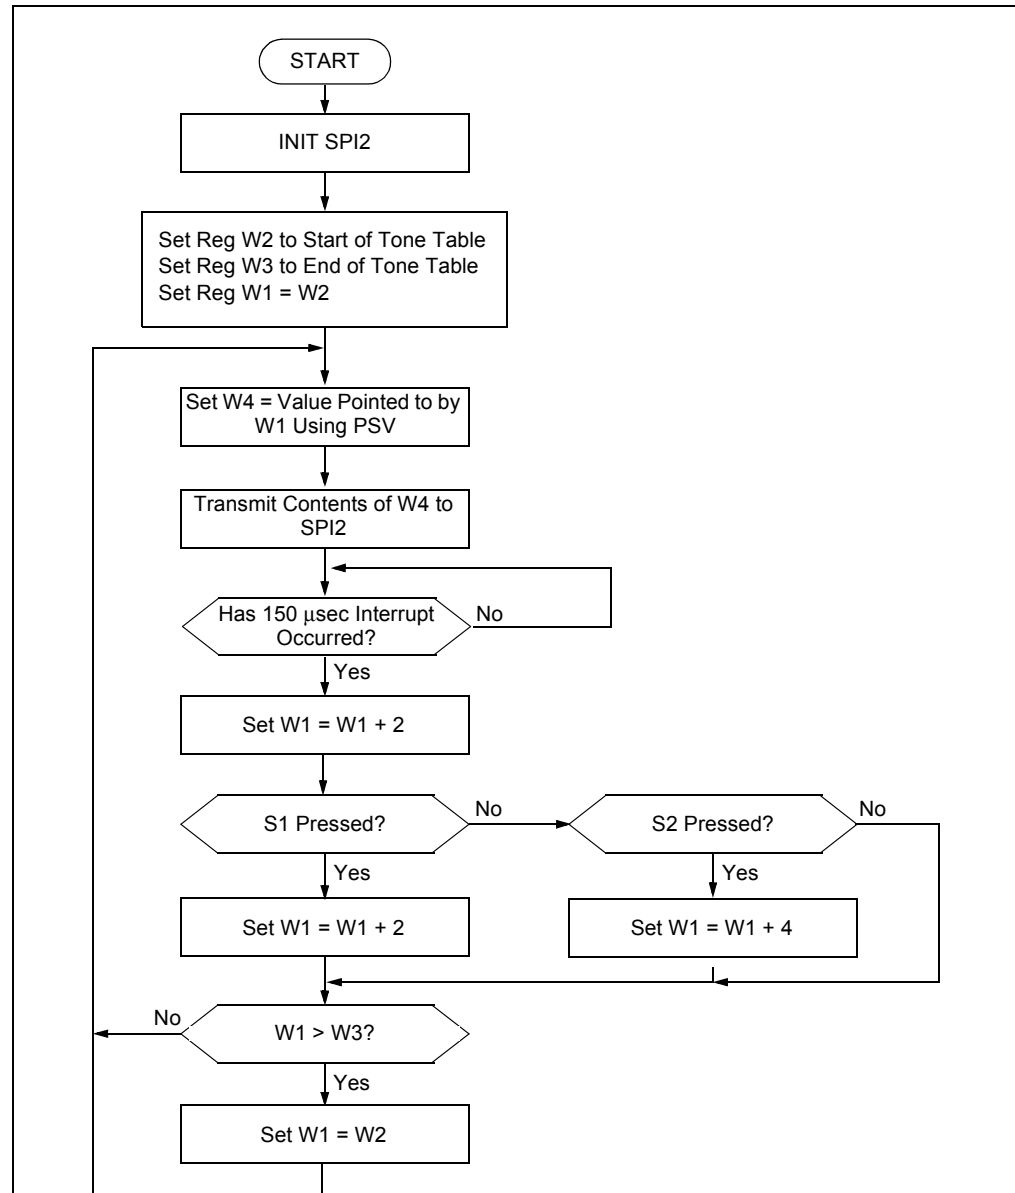 START
INIT SPI2
Set Reg W2 to Start of Tone Table
Set Reg W3 to End of Tone Table
Set Reg W1 = W2
Set W4 = Value Pointed to by
W1 Using PSV
Transmit Contents of W4 to
SPI2
Has 150 μsec Interrupt
Occurred?
No
Yes
Set W1 = W1 + 2
S1 Pressed?
No
S2 Pressed?
No
Yes
Yes
Set W1 = W1 + 2
Set W1 = W1 + 4
No
W1 > W3?
Yes
Set W1 = W2